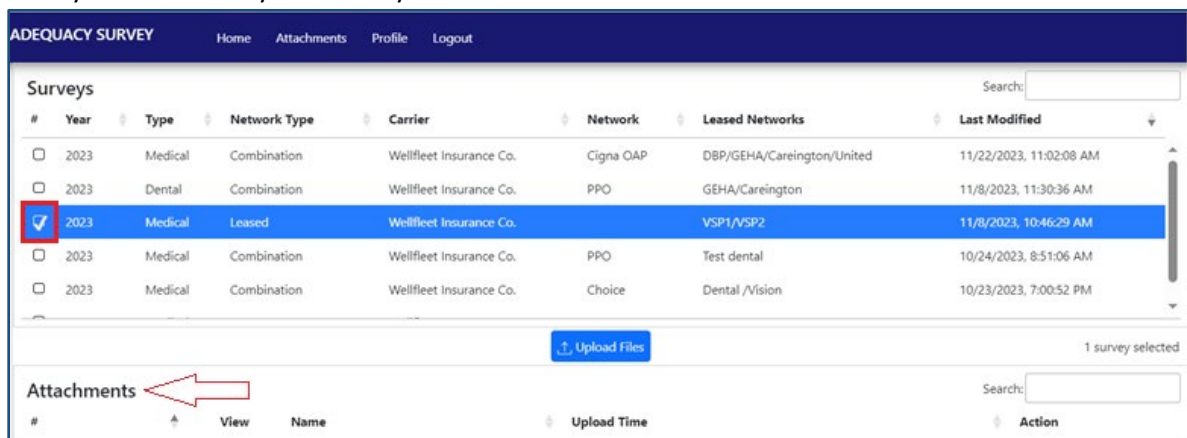 ADEQUACY SURVEY Home Attachments Profile Logout
Surveys Search:
# Year Type Network Type Carrier Network Leased Networks Last Modified
2023 Medical Combination Wellfleet Insurance Co. Cigna OAP DBP/GEHA/Careington/United 11/22/2023, 11:02:08 AM
2023 Dental Combination Wellfleet Insurance Co. PPO GEHA/Careington 11/8/2023, 11:30:36 AM
2023 Medical Leased Wellfleet Insurance Co. VSP1/VSP2 11/8/2023, 10:46:29 AM
2023 Medical Combination Wellfleet Insurance Co. PPO Test dental 10/24/2023, 8:51:06 AM
2023 Medical Combination Wellfleet Insurance Co. Choice Dental /Vision 10/23/2023, 7:00:52 PM
Upload Files 1 survey selected
Attachments Search:
# View Name Upload Time Action